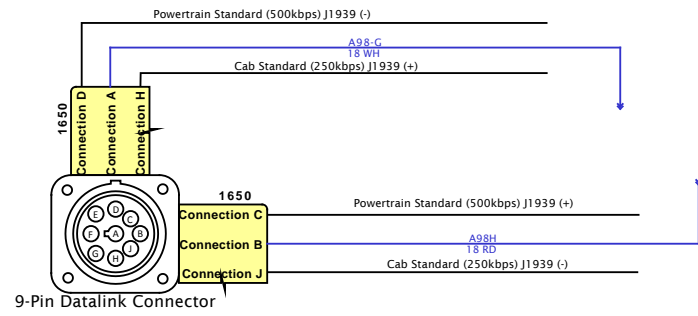 Powertrain Standard (500kbps) J1939 (-)
A98-G
18 WH
Cab Standard (250kbps) J1939 (+)
1650
Connection D
Connection A
Connection H
1650
Connection C
Connection B
Connection J
Powertrain Standard (500kbps) J1939 (+)
A98H
18 RD
Cab Standard (250kbps) J1939 (-)
E
D
C
F
A
B
G
H
J
9-Pin Datalink Connector